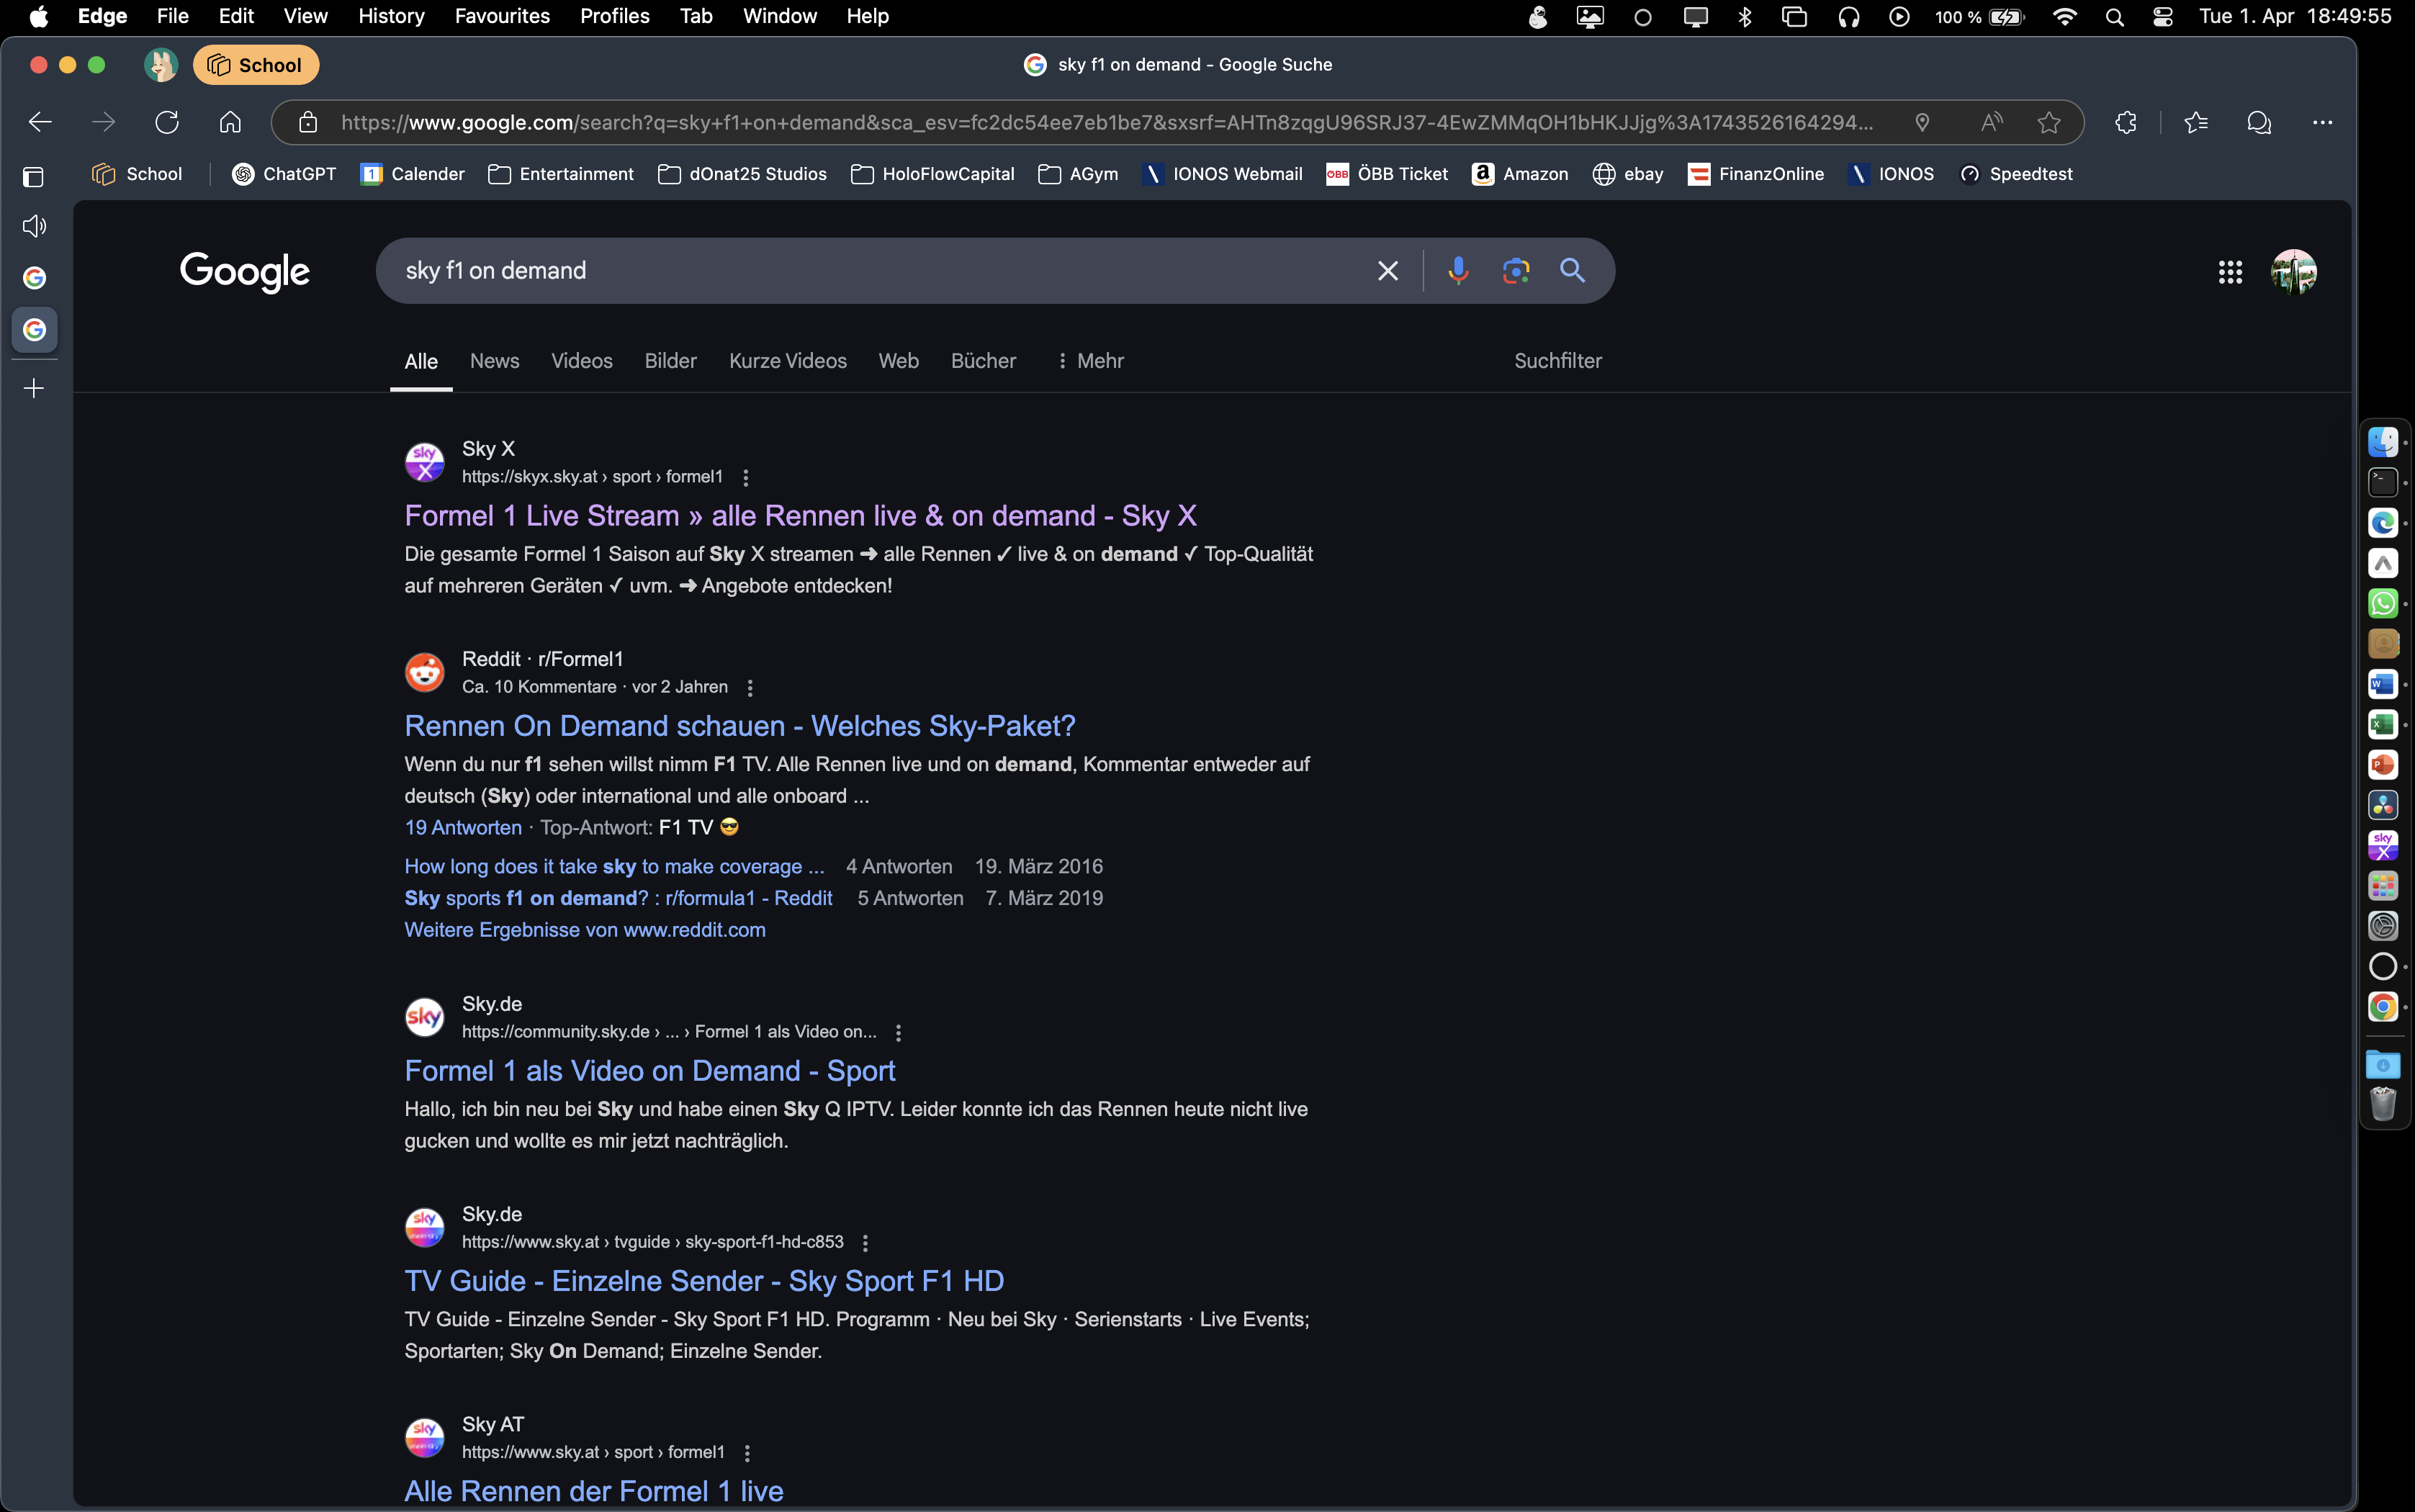 Edge File Edit View History Favourites Profiles Tab Window Help 100 % Tue 1. Apr 18:49:55
School sky f1 on demand - Google Suche
https://www.google.com/search?q=sky+f1+on+demand&sca_esv=fc2dc54ee7eb1be7&sxsrf=AHTn8zqgU96SRJ37-4EwZMMqOH1bHKJJjg%3A1743526164294...
School ChatGPT 1 Calender Entertainment dOnat25 Studios HoloFlowCapital AGym IONOS Webmail ÖBB ÖBB Ticket Amazon ebay FinanzOnline IONOS Speedtest
Google sky f1 on demand
Alle News Videos Bilder Kurze Videos Web Bücher Mehr Suchfilter
sky X Sky X
https://skyx.sky.at › sport › formel1
Formel 1 Live Stream » alle Rennen live & on demand - Sky X
Die gesamte Formel 1 Saison auf Sky X streamen ➜ alle Rennen ✓ live & on demand ✓ Top-Qualität
auf mehreren Geräten ✓ uvm. ➜ Angebote entdecken!
Reddit · r/Formel1
Ca. 10 Kommentare · vor 2 Jahren
Rennen On Demand schauen - Welches Sky-Paket?
Wenn du nur f1 sehen willst nimm F1 TV. Alle Rennen live und on demand, Kommentar entweder auf
deutsch (Sky) oder international und alle onboard ...
19 Antworten · Top-Antwort: F1 TV 😎
How long does it take sky to make coverage ... 4 Antworten 19. März 2016
Sky sports f1 on demand? : r/formula1 - Reddit 5 Antworten 7. März 2019
Weitere Ergebnisse von www.reddit.com
sky Sky.de
https://community.sky.de › ... › Formel 1 als Video on...
Formel 1 als Video on Demand - Sport
Hallo, ich bin neu bei Sky und habe einen Sky Q IPTV. Leider konnte ich das Rennen heute nicht live
gucken und wollte es mir jetzt nachträglich.
sky Sky.de
https://www.sky.at › tvguide › sky-sport-f1-hd-c853
TV Guide - Einzelne Sender - Sky Sport F1 HD
TV Guide - Einzelne Sender - Sky Sport F1 HD. Programm · Neu bei Sky · Serienstarts · Live Events;
Sportarten; Sky On Demand; Einzelne Sender.
sky Sky AT
https://www.sky.at › sport › formel1
Alle Rennen der Formel 1 live
W
X
P
sky X